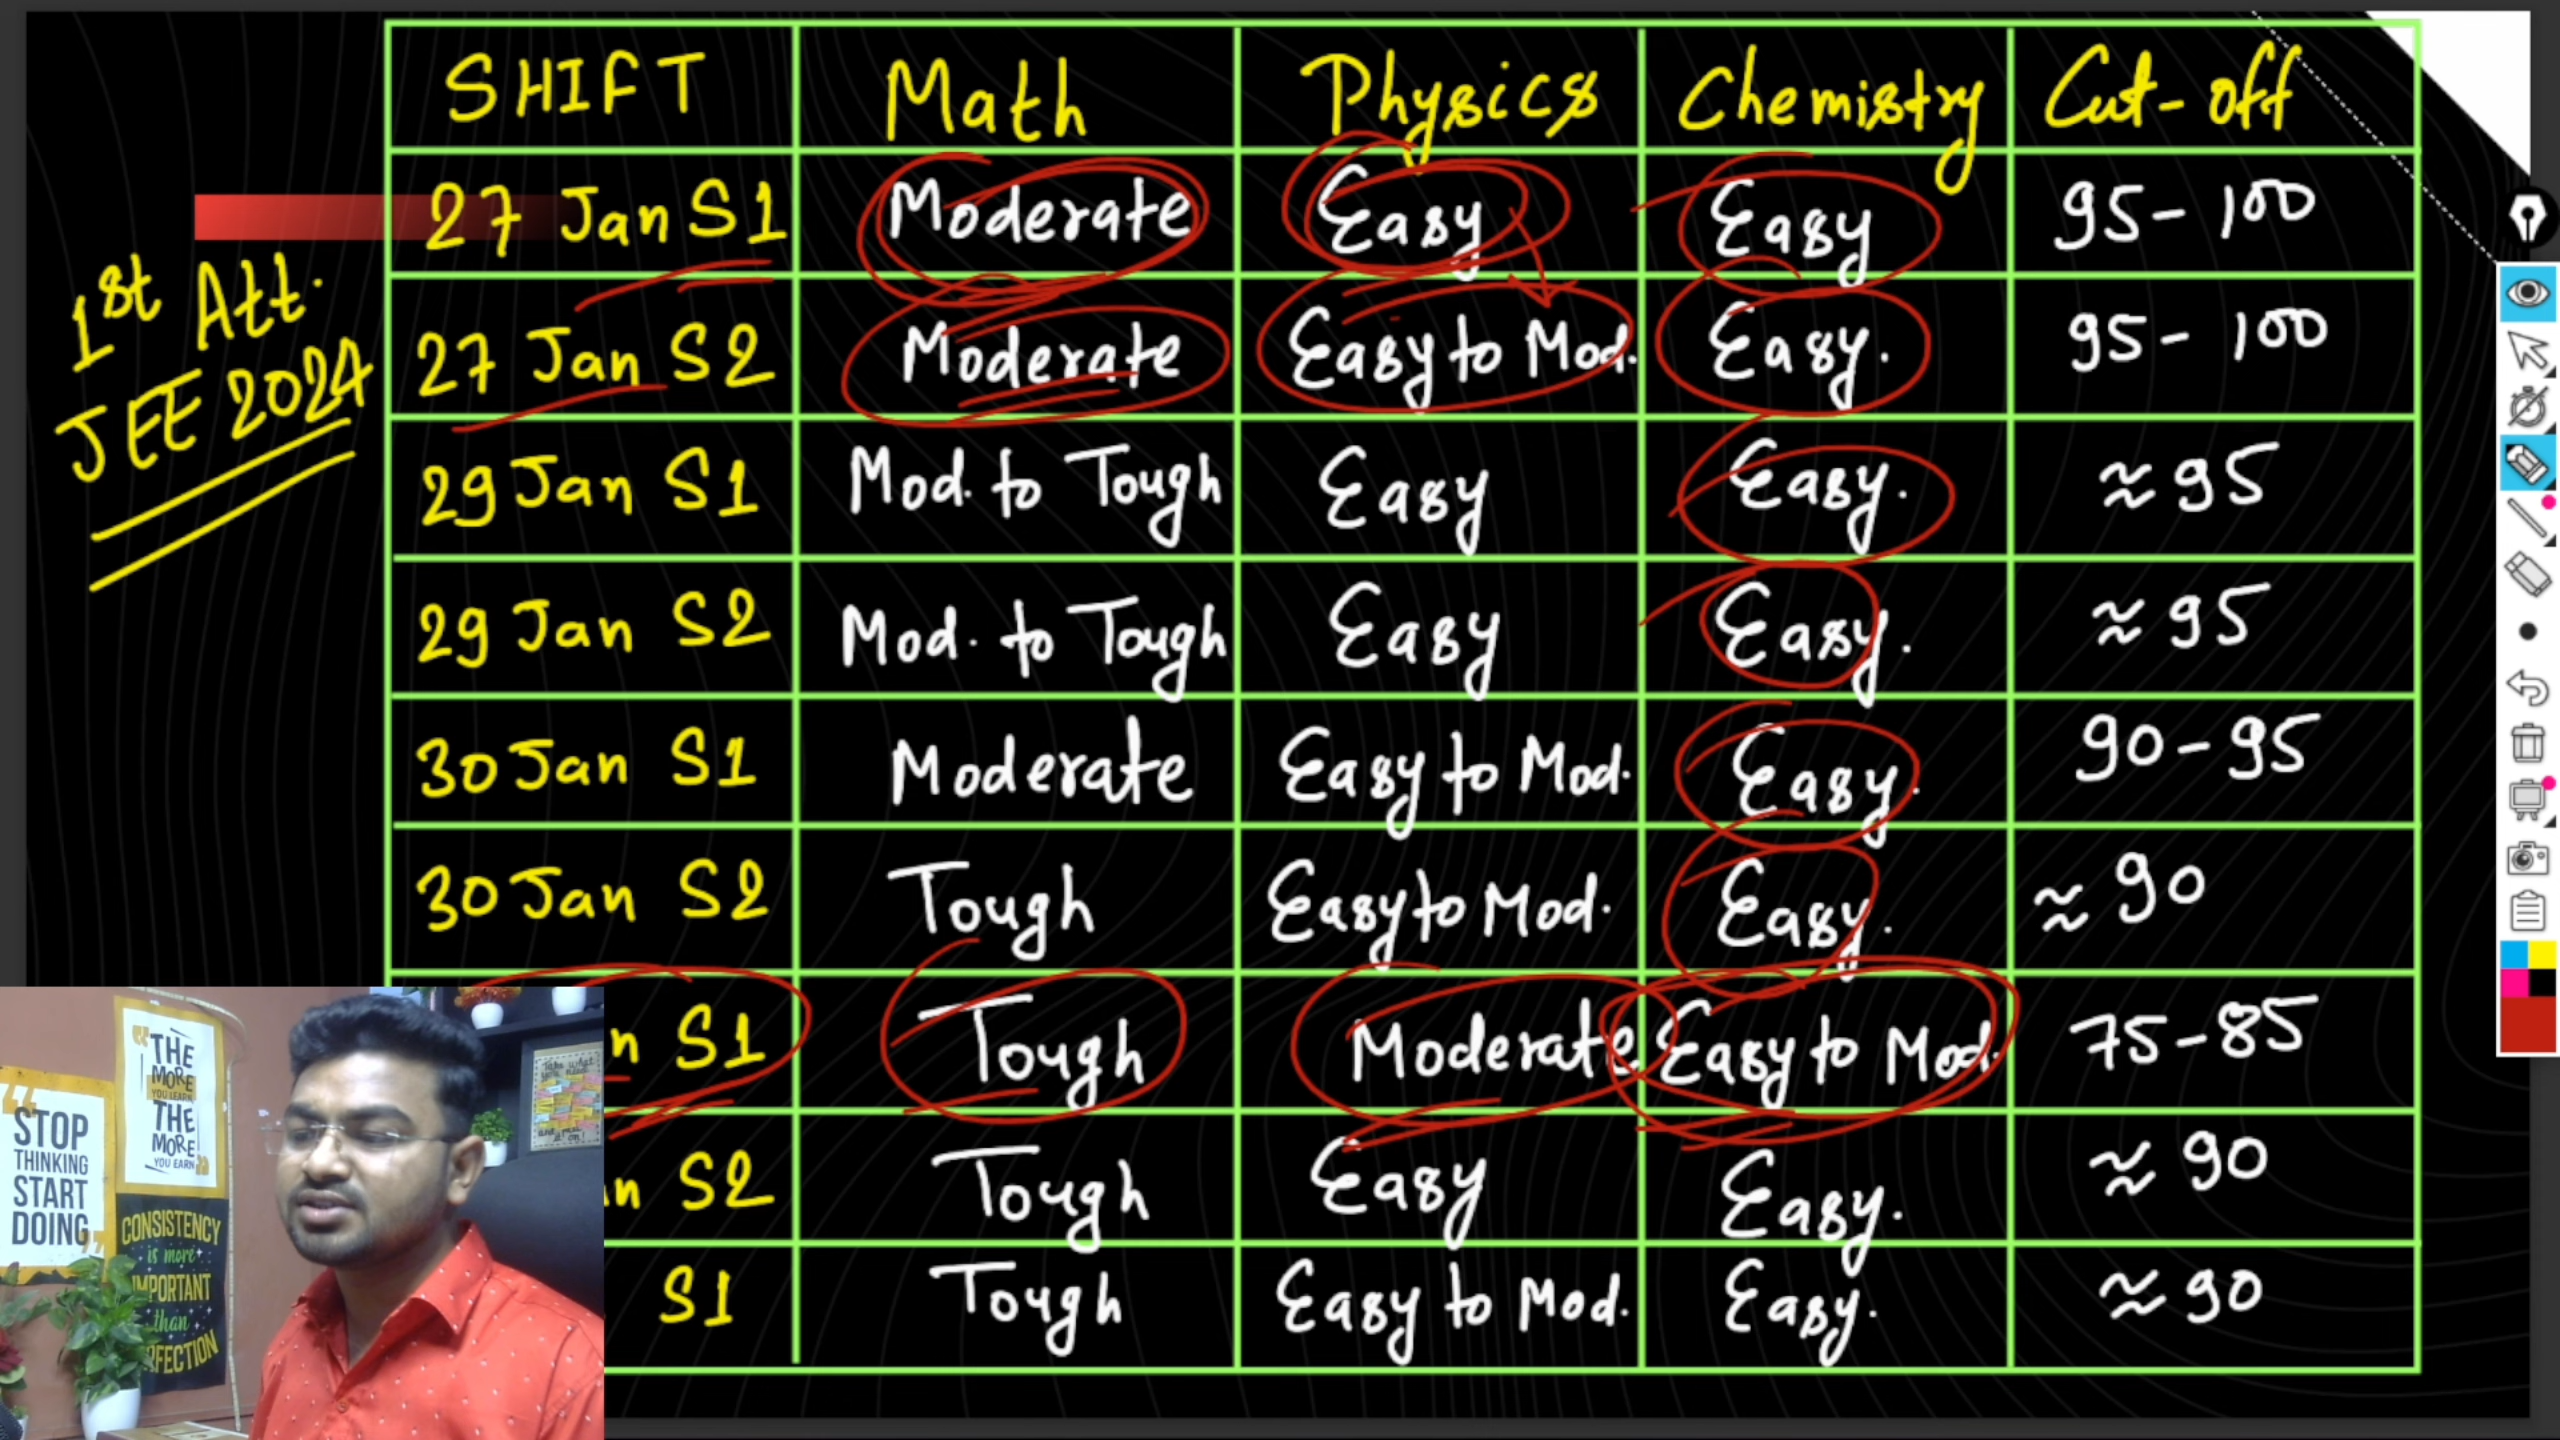 SHIFT Math Physics Chemistry Cut-off
27 Jan S1 Moderate Easy Easy 95-100
1st Att.
JEE 2024
27 Jan S2 Moderate Easy to Mod. Easy. 95-100
29 Jan S1 Mod. to Tough Easy Easy. ≈95
29 Jan S2 Mod. to Tough Easy Easy. ≈95
30 Jan S1 Moderate Easy to Mod. Easy. 90-95
30 Jan S2 Tough Easy to Mod. Easy. ≈90
n S1 Tough Moderate Easy to Mod. 75-85
n S2 Tough Easy Easy. ≈90
S1 Tough Easy to Mod. Easy. ≈90
“STOP
THINKING
START
DOING„
“THE
MORE
YOU LEARN
THE
MORE
YOU EARN„
CONSISTENCY
is more
IMPORTANT
than
RFECTION